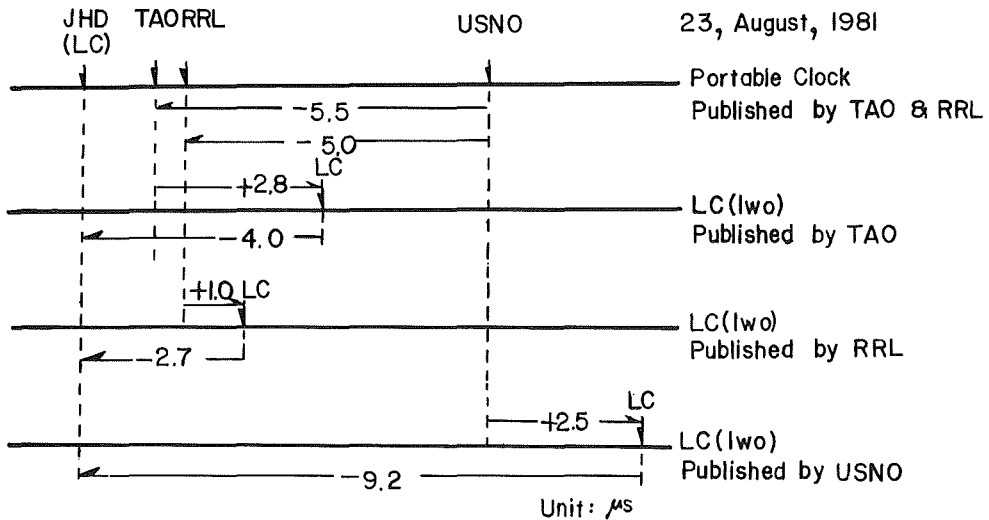 JHD TAO RRL USNO 23, August, 1981
(LC)
Portable Clock
-5.5 Published by TAO & RRL
-5.0
LC
+2.8
LC(Iwo)
-4.0 Published by TAO
+1.0 LC
LC(Iwo)
-2.7 Published by RRL
LC
+2.5
LC(Iwo)
-9.2 Published by USNO
Unit: μs